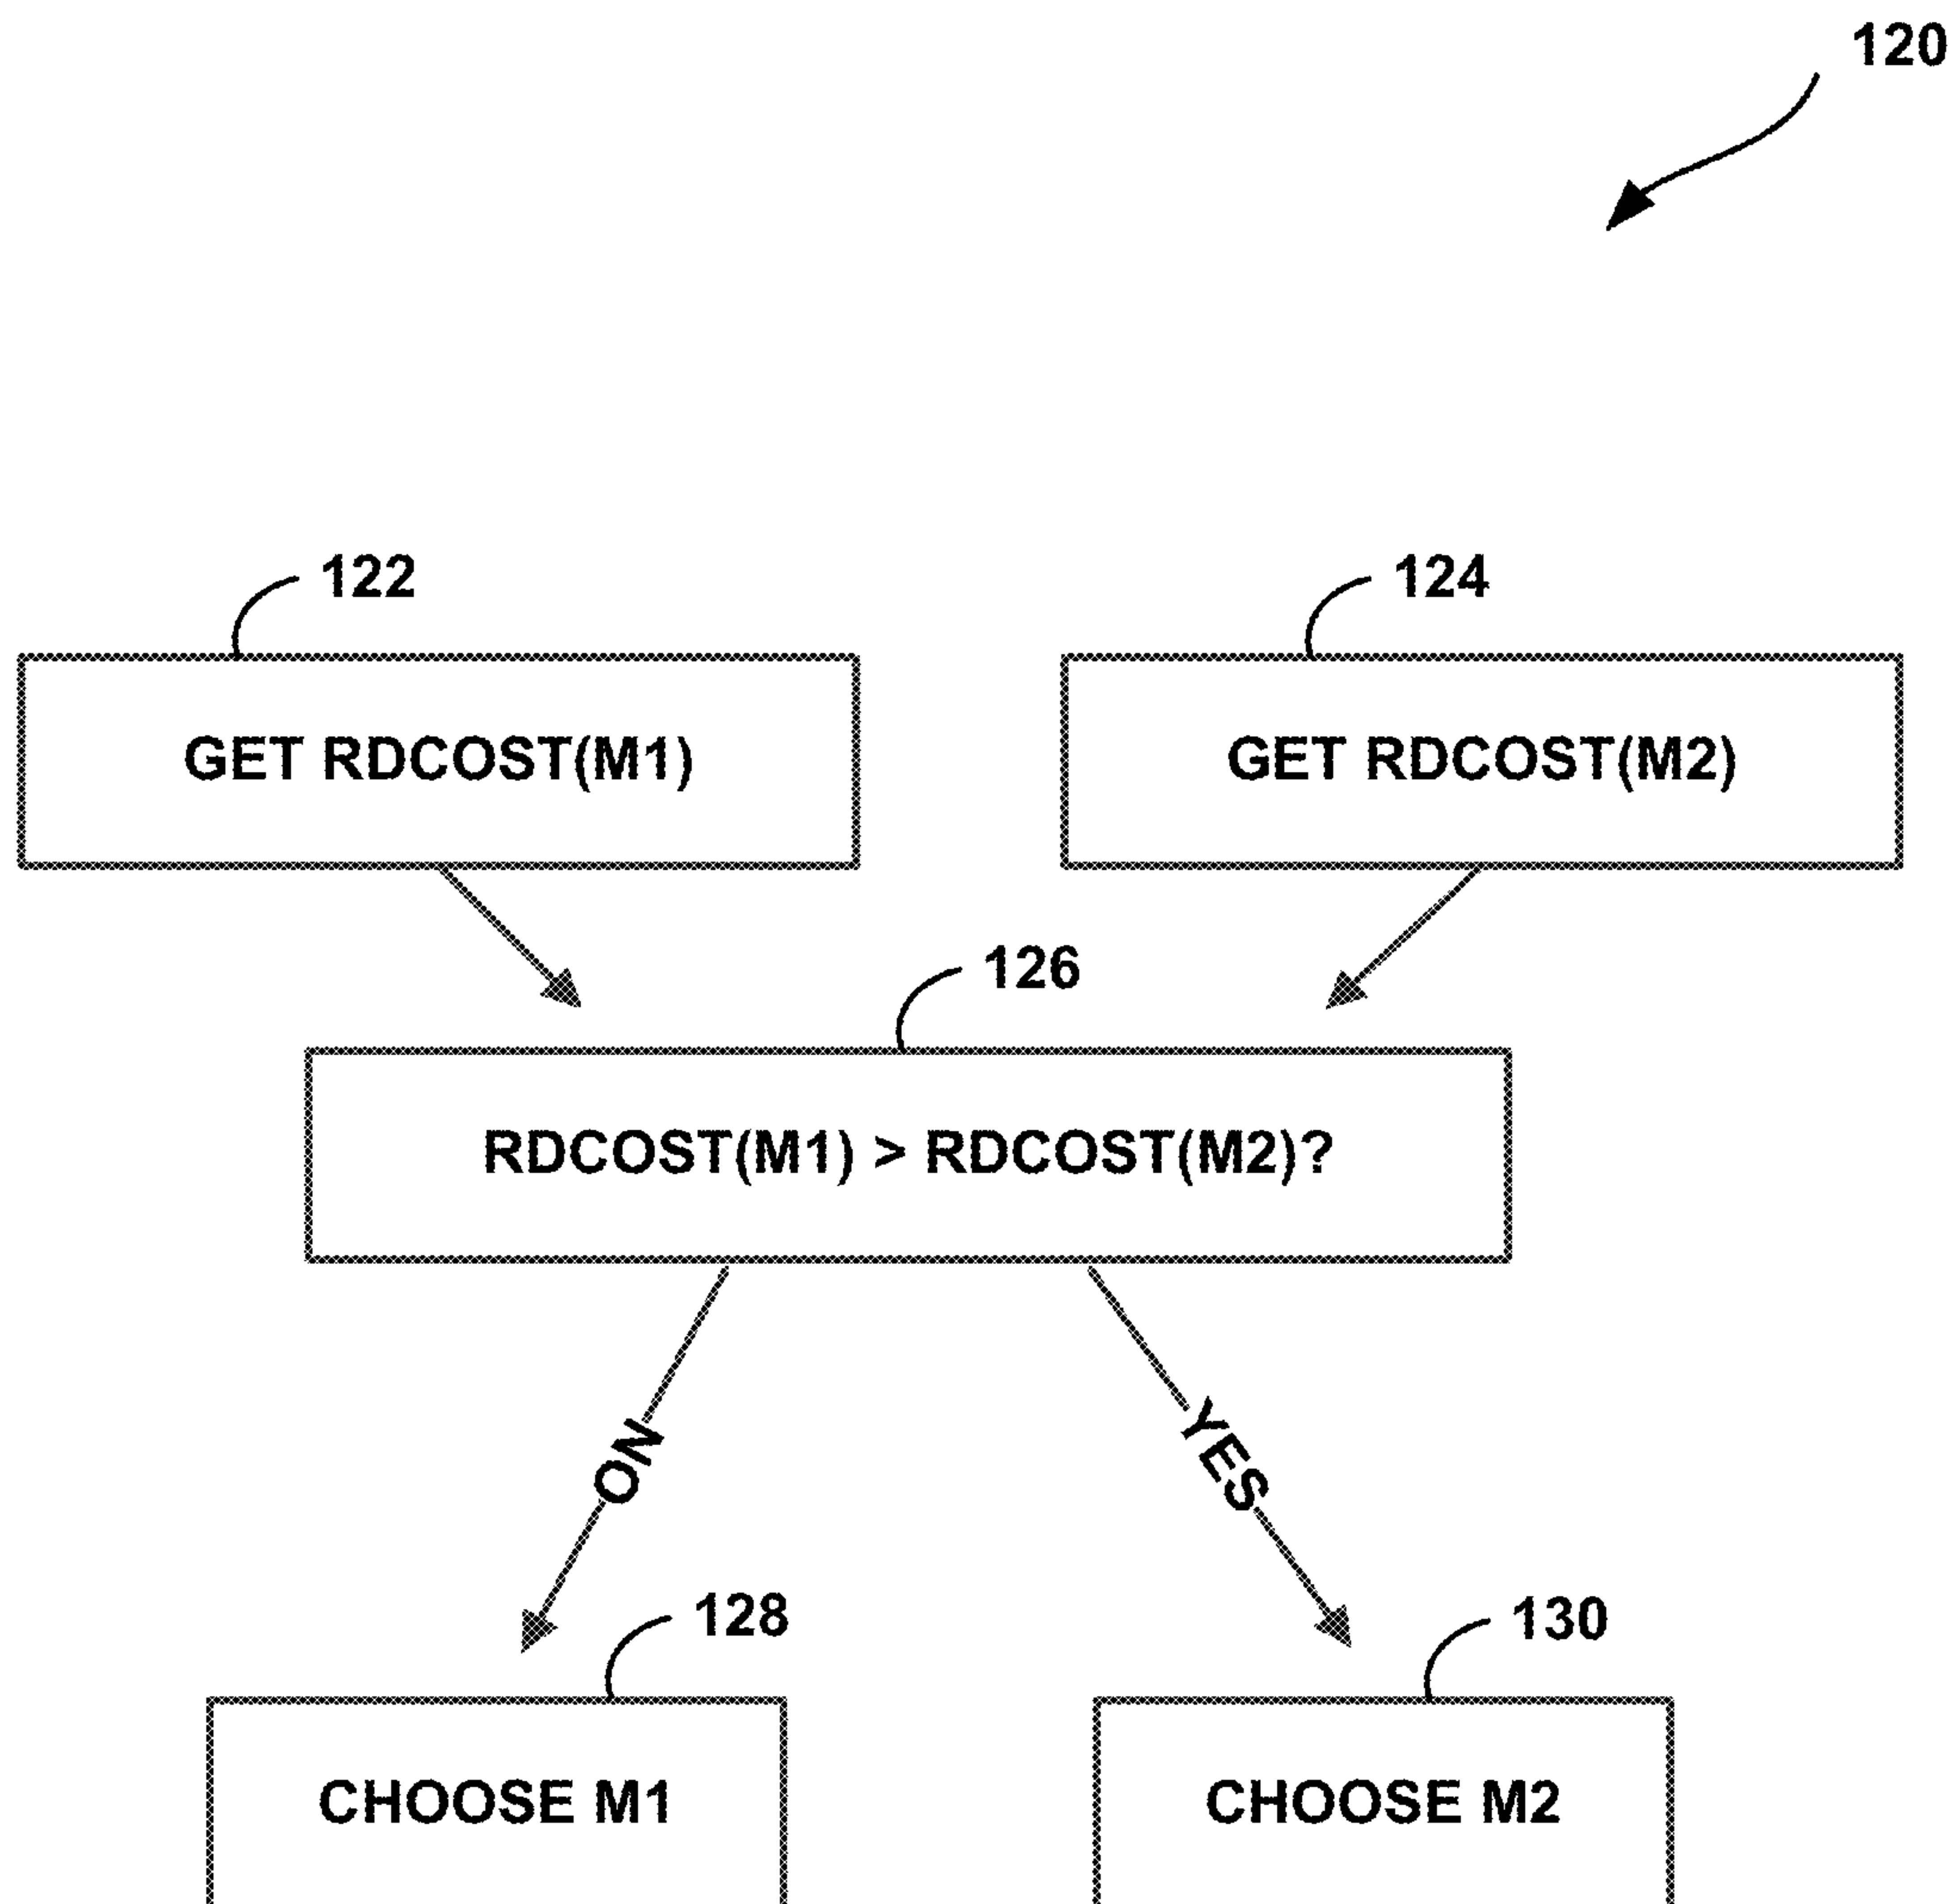 120
122
124
GET RDCOST(M1)
GET RDCOST(M2)
126
RDCOST(M1) > RDCOST(M2)?
NO
YES
128
130
CHOOSE M1
CHOOSE M2